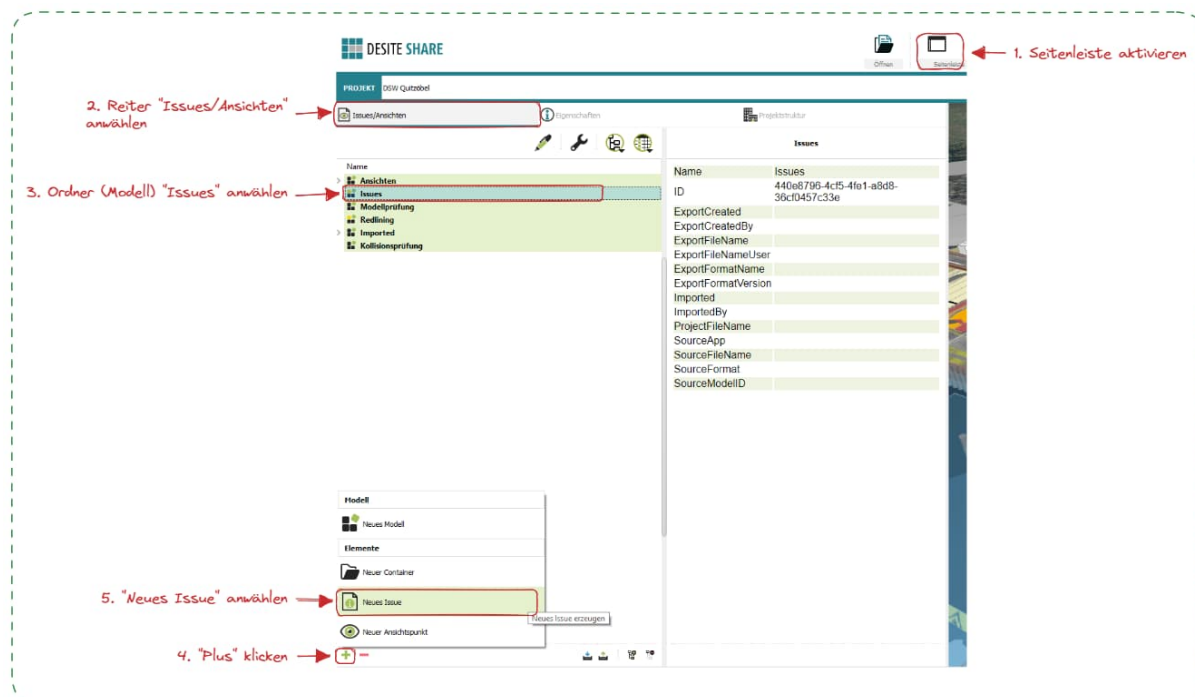 DESITE SHARE
Öffnen
Seitenleiste
1. Seitenleiste aktivieren
PROJEKT DSW Quitzöbel
2. Reiter "Issues/Ansichten"
anwählen
Issues/Ansichten
Eigenschaften
Projektstruktur
Issues
Name
3. Ordner (Modell) "Issues" anwählen
Ansichten
Issues
Modellprüfung
Redlining
Imported
Kollisionsprüfung
Name Issues
ID 440e8796-4cf5-4fe1-a8d8-
36cf0457c33e
ExportCreated
ExportCreatedBy
ExportFileName
ExportFileNameUser
ExportFormatName
ExportFormatVersion
Imported
ImportedBy
ProjectFileName
SourceApp
SourceFileName
SourceFormat
SourceModelID
Modell
Neues Modell
Elemente
Neuer Container
5. "Neues Issue" anwählen
Neues Issue
Neues Issue erzeugen
Neuer Ansichtspunkt
4. "Plus" klicken